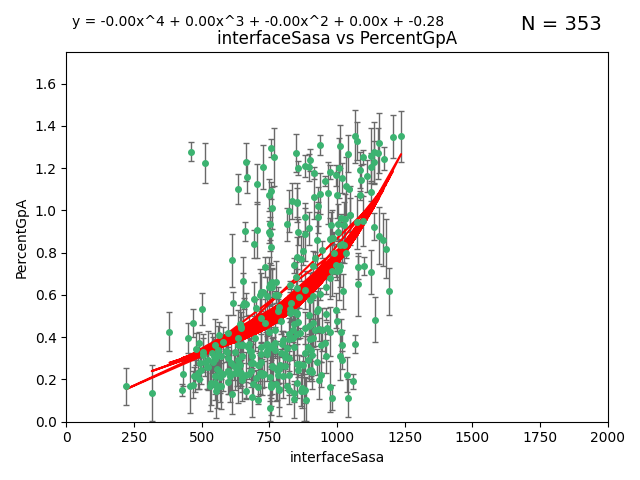 y = -0.00x^4 + 0.00x^3 + -0.00x^2 + 0.00x + -0.28
N = 353
interfaceSasa vs PercentGpA
PercentGpA
1.6
1.4
1.2
1.0
0.8
0.6
0.4
0.2
0.0
0 250 500 750 1000 1250 1500 1750 2000
interfaceSasa